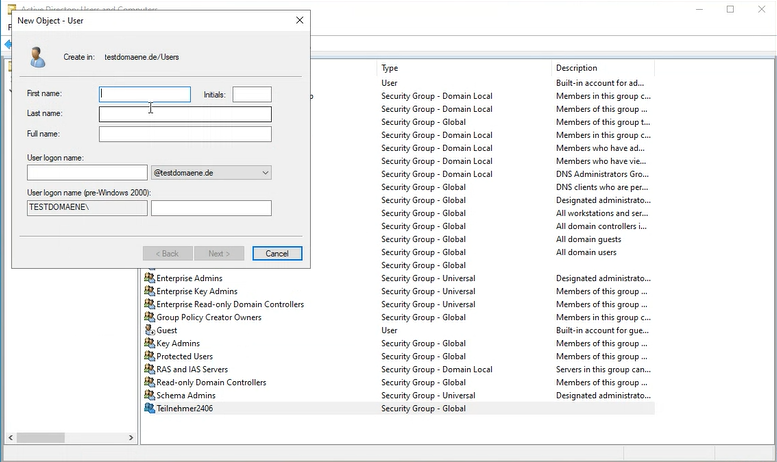 Active Directory Users and Computers
New Object - User
Create in: testdomaene.de/Users
First name: Initials:
Last name:
Full name:
User logon name:
@testdomaene.de
User logon name (pre-Windows 2000):
TESTDOMAENE\
< Back Next > Cancel
Type Description
User Built-in account for ad...
Security Group - Domain Local Members in this group c...
Security Group - Domain Local Members in this group c...
Security Group - Global Members of this group t...
Security Group - Domain Local Members in this group c...
Security Group - Domain Local Members who have ad...
Security Group - Domain Local Members who have vie...
Security Group - Domain Local DNS Administrators Gro...
Security Group - Global DNS clients who are per...
Security Group - Global Designated administrato...
Security Group - Global All workstations and ser...
Security Group - Global All domain controllers i...
Security Group - Global All domain guests
Security Group - Global All domain users
Security Group - Global
Enterprise Admins Security Group - Universal Designated administrato...
Enterprise Key Admins Security Group - Universal Members of this group ...
Enterprise Read-only Domain Controllers Security Group - Universal Members of this group ...
Group Policy Creator Owners Security Group - Global Members in this group c...
Guest User Built-in account for gue...
Key Admins Security Group - Global Members of this group ...
Protected Users Security Group - Global Members of this group ...
RAS and IAS Servers Security Group - Domain Local Servers in this group can...
Read-only Domain Controllers Security Group - Global Members of this group ...
Schema Admins Security Group - Universal Designated administrato...
Teilnehmer2406 Security Group - Global